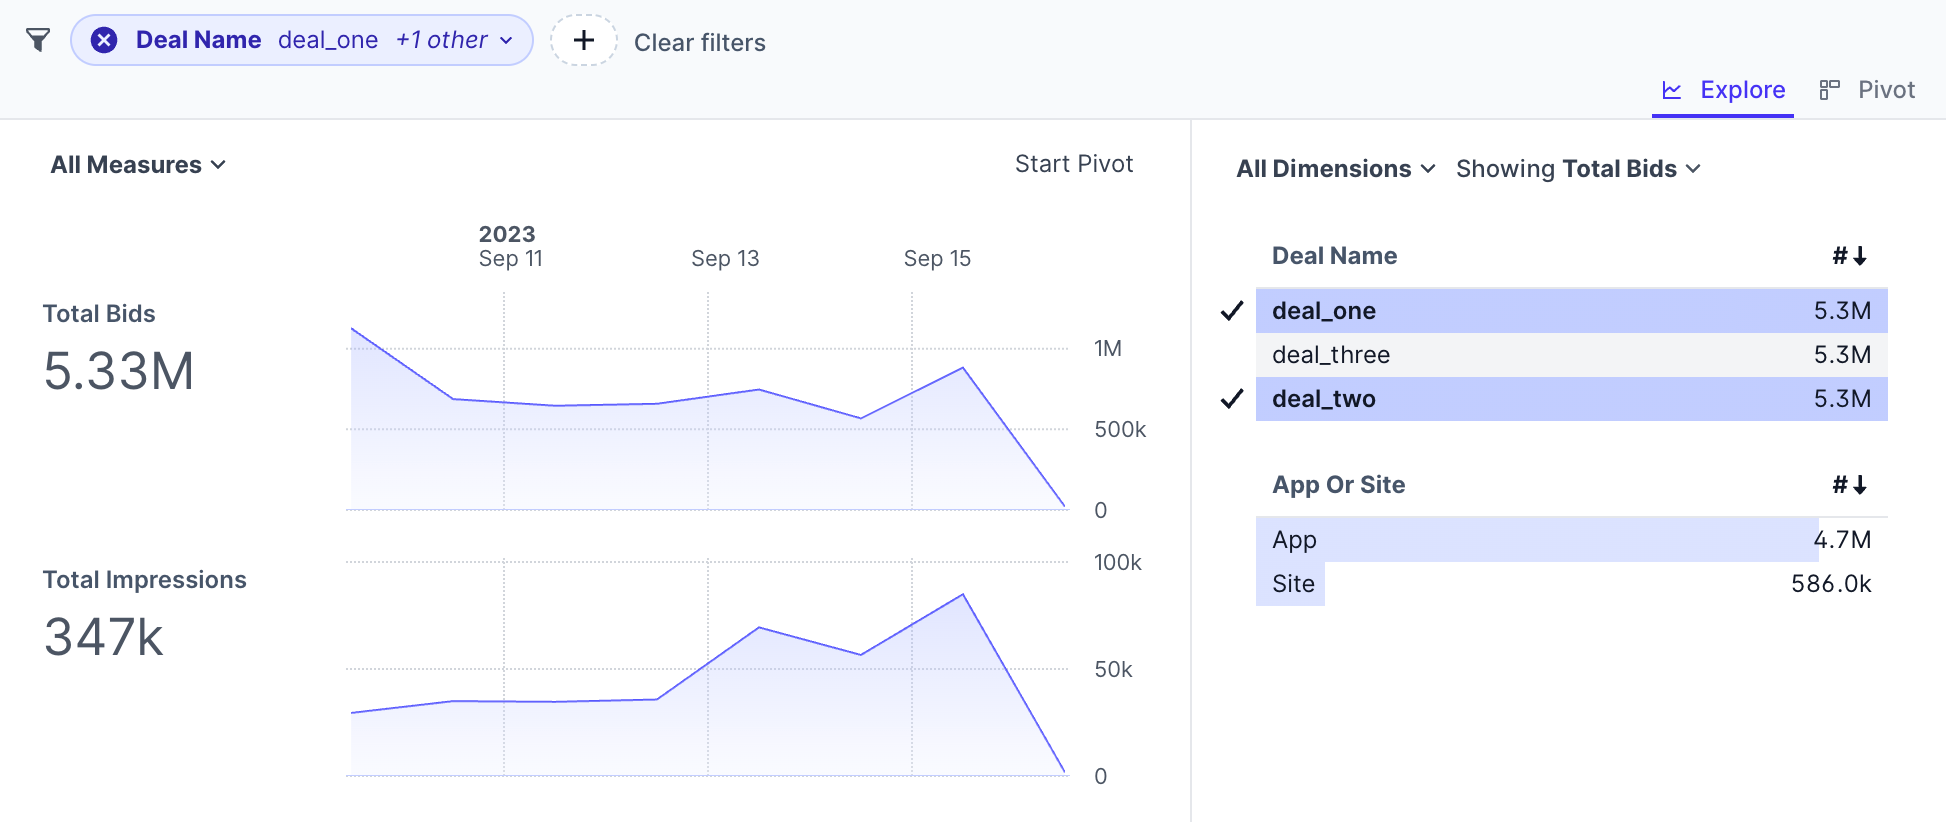 Deal Name deal_one +1 other
Clear filters
Explore Pivot
All Measures Start Pivot
2023
Sep 11 Sep 13 Sep 15
Total Bids
5.33M
1M
500k
0
Total Impressions
347k
100k
50k
0
All Dimensions Showing Total Bids
Deal Name #
deal_one 5.3M
deal_three 5.3M
deal_two 5.3M
App Or Site #
App 4.7M
Site 586.0k